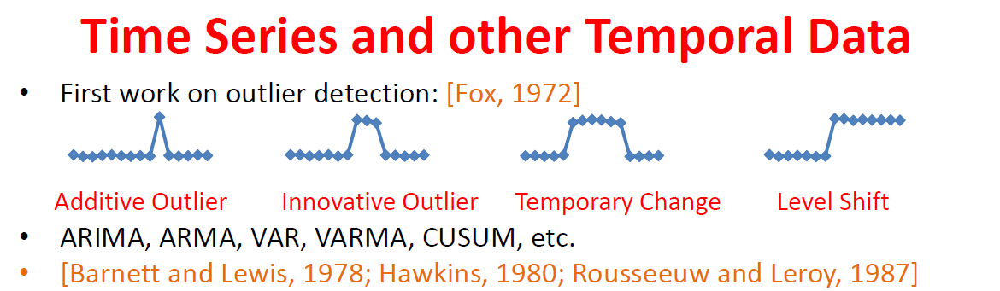 Time Series and other Temporal Data
• First work on outlier detection: [Fox, 1972]
Additive Outlier Innovative Outlier Temporary Change Level Shift
• ARIMA, ARMA, VAR, VARMA, CUSUM, etc.
• [Barnett and Lewis, 1978; Hawkins, 1980; Rousseeuw and Leroy, 1987]